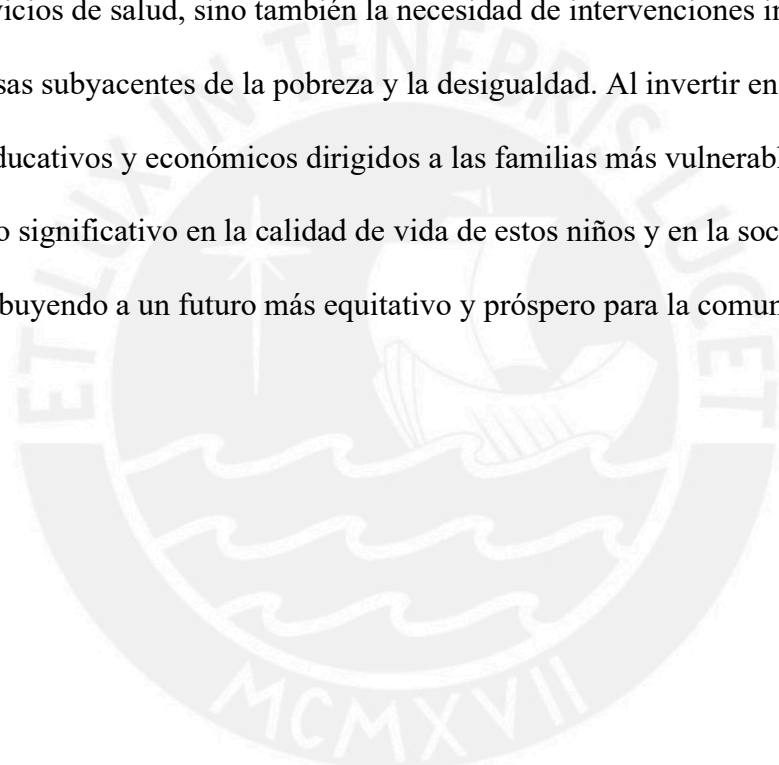 vicios de salud, sino también la necesidad de intervenciones in
sas subyacentes de la pobreza y la desigualdad. Al invertir en
ducativos y económicos dirigidos a las familias más vulnerabl
o significativo en la calidad de vida de estos niños y en la soc
buyendo a un futuro más equitativo y próspero para la comun
ET LUX IN TENEBRIS LUCET
MCMXVII